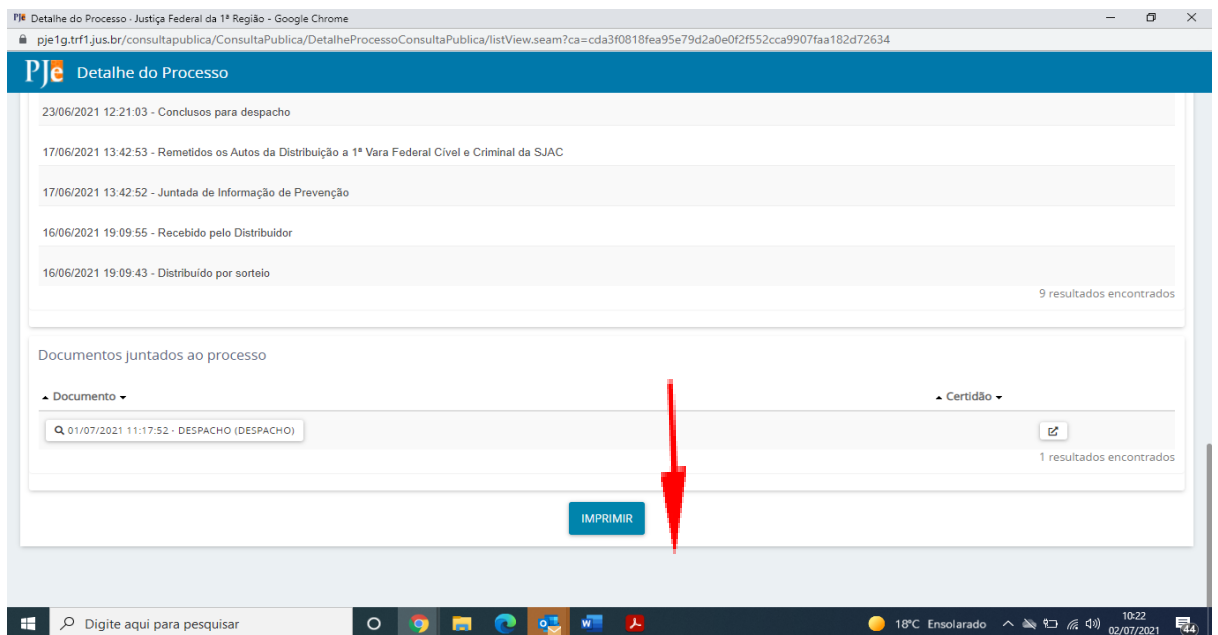 PJe Detalhe do Processo · Justiça Federal da 1ª Região - Google Chrome
pje1g.trf1.jus.br/consultapublica/ConsultaPublica/DetalheProcessoConsultaPublica/listView.seam?ca=cda3f0818fea95e79d2a0e0f2f552cca9907faa182d72634
PJe Detalhe do Processo
23/06/2021 12:21:03 - Conclusos para despacho
17/06/2021 13:42:53 - Remetidos os Autos da Distribuição a 1ª Vara Federal Cível e Criminal da SJAC
17/06/2021 13:42:52 - Juntada de Informação de Prevenção
16/06/2021 19:09:55 - Recebido pelo Distribuidor
16/06/2021 19:09:43 - Distribuído por sorteio
9 resultados encontrados
Documentos juntados ao processo
Documento Certidão
01/07/2021 11:17:52 - DESPACHO (DESPACHO)
1 resultados encontrados
IMPRIMIR
Digite aqui para pesquisar
18°C Ensolarado
10:22
02/07/2021
44